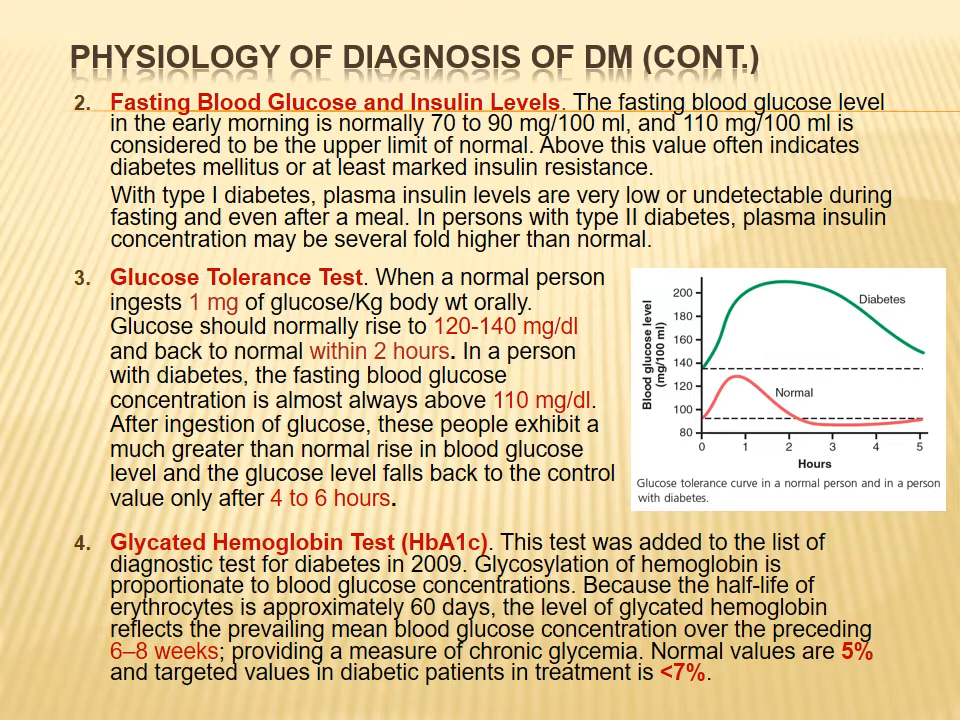 PHYSIOLOGY OF DIAGNOSIS OF DM (CONT.)
2. Fasting Blood Glucose and Insulin Levels. The fasting blood glucose level
in the early morning is normally 70 to 90 mg/100 ml, and 110 mg/100 ml is
considered to be the upper limit of normal. Above this value often indicates
diabetes mellitus or at least marked insulin resistance.
With type I diabetes, plasma insulin levels are very low or undetectable during
fasting and even after a meal. In persons with type II diabetes, plasma insulin
concentration may be several fold higher than normal.
3. Glucose Tolerance Test. When a normal person
ingests 1 mg of glucose/Kg body wt orally.
Glucose should normally rise to 120-140 mg/dl
and back to normal within 2 hours. In a person
with diabetes, the fasting blood glucose
concentration is almost always above 110 mg/dl.
After ingestion of glucose, these people exhibit a
much greater than normal rise in blood glucose
level and the glucose level falls back to the control
value only after 4 to 6 hours.
Blood glucose level
(mg/100 ml)
200
180
160
140
120
100
80
Diabetes
Normal
0 1 2 3 4 5
Hours
Glucose tolerance curve in a normal person and in a person
with diabetes.
4. Glycated Hemoglobin Test (HbA1c). This test was added to the list of
diagnostic test for diabetes in 2009. Glycosylation of hemoglobin is
proportionate to blood glucose concentrations. Because the half-life of
erythrocytes is approximately 60 days, the level of glycated hemoglobin
reflects the prevailing mean blood glucose concentration over the preceding
6–8 weeks; providing a measure of chronic glycemia. Normal values are 5%
and targeted values in diabetic patients in treatment is <7%.